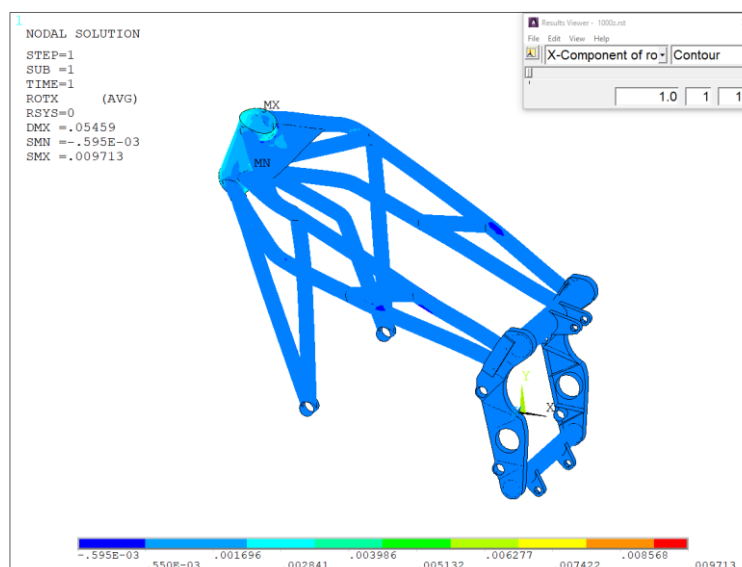 1
NODAL SOLUTION
STEP=1
SUB =1
TIME=1
ROTX (AVG)
RSYS=0
DMX =.05459
SMN =-.595E-03
SMX =.009713
Results Viewer - 1000z.rst
File Edit View Help
X-Component of ro Contour
1.0 1 1
MX
MN
Y
X
-.595E-03 .001696 .003986 .006277 .008568
.550E-03 .002841 .005132 .007422 .009713